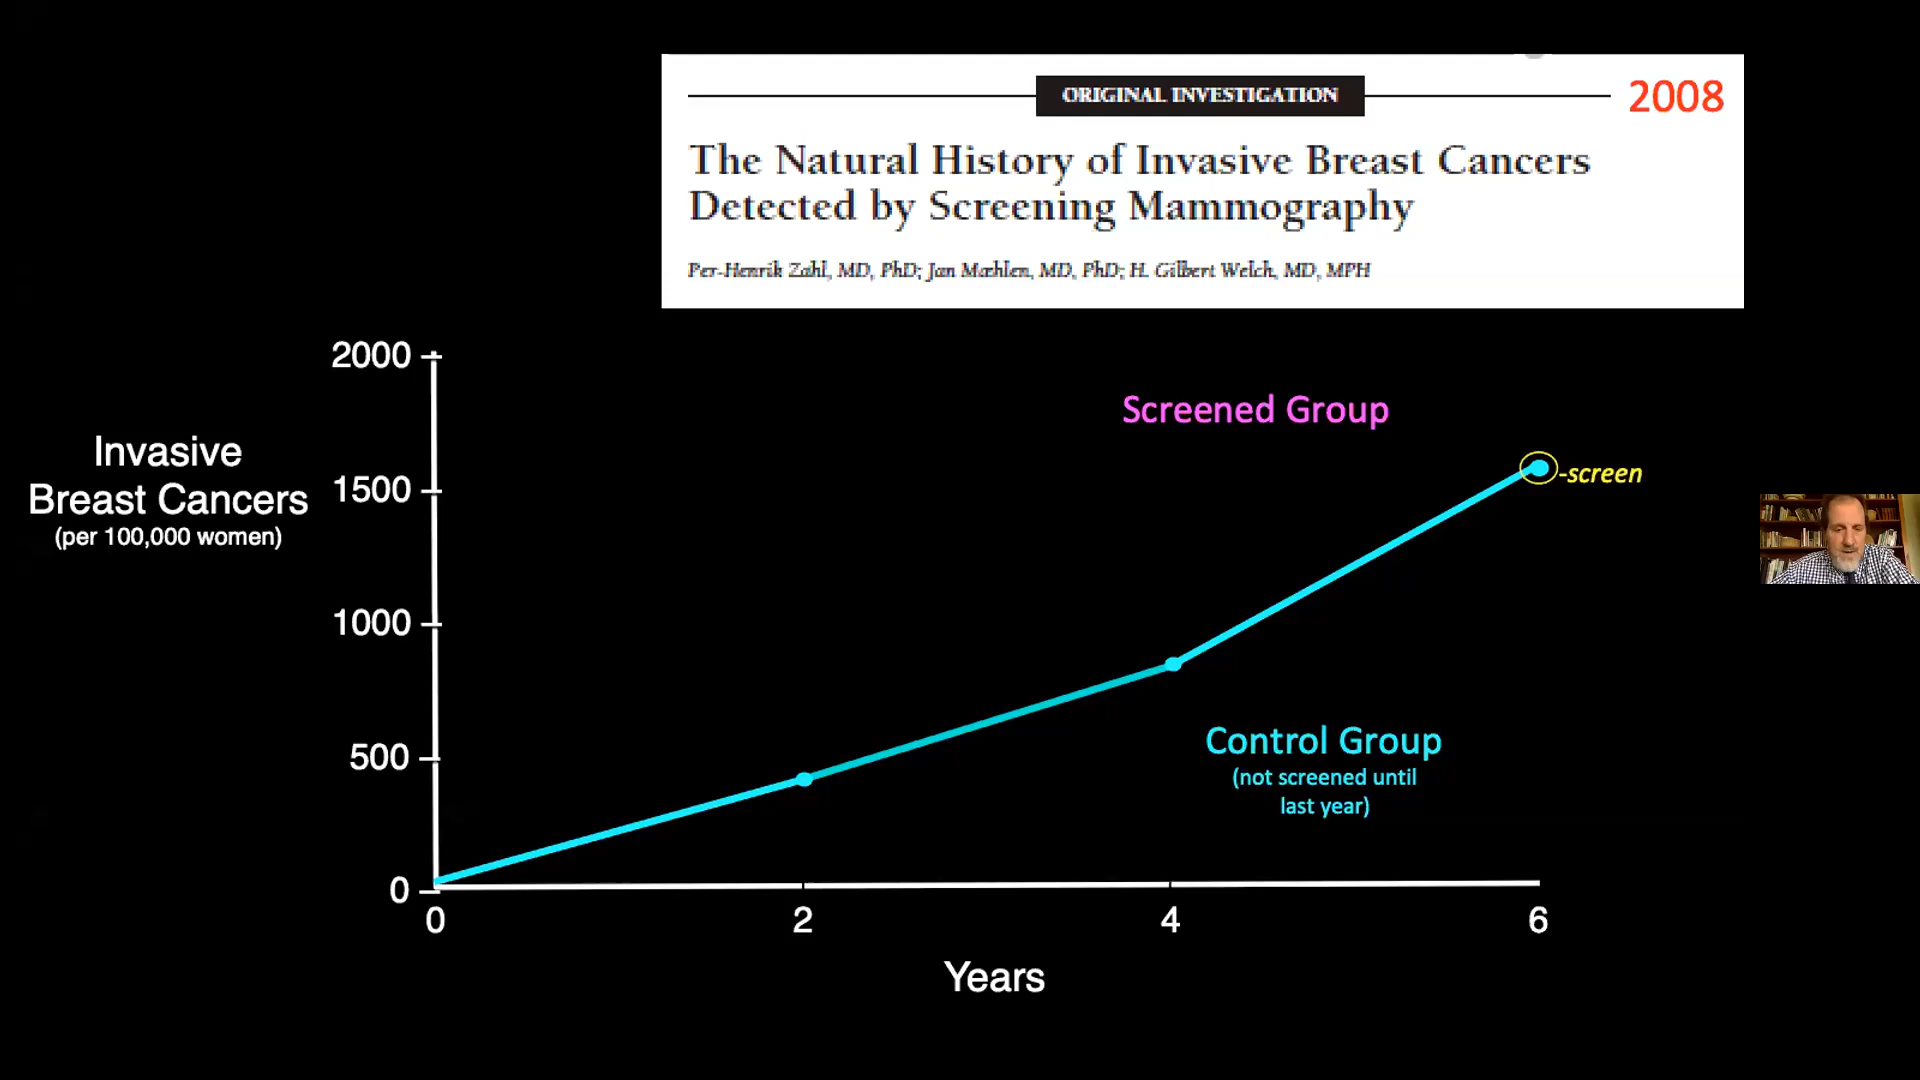 ORIGINAL INVESTIGATION
2008
The Natural History of Invasive Breast Cancers
Detected by Screening Mammography
Per-Henrik Zahl, MD, PhD; Jan Mæhlen, MD, PhD; H. Gilbert Welch, MD, MPH
2000
Screened Group
Invasive
Breast Cancers
(per 100,000 women)
1500
-screen
1000
500
Control Group
(not screened until
last year)
0
0 2 4 6
Years